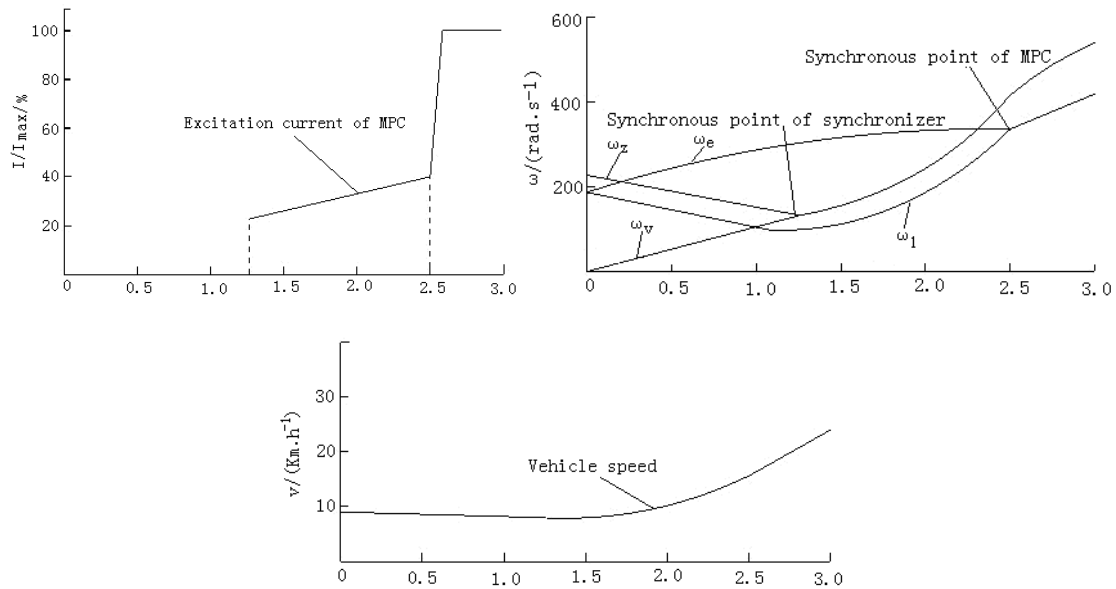 100
80
60
40
20
I/Imax/%
Excitation current of MPC
0 0.5 1.0 1.5 2.0 2.5 3.0
600
400
200
ω/(rad.s-1)
Synchronous point of MPC
Synchronous point of synchronizer
ωz
ωe
ωv
ω1
0 0.5 1.0 1.5 2.0 2.5 3.0
30
20
10
v/(Km.h-1)
Vehicle speed
0 0.5 1.0 1.5 2.0 2.5 3.0